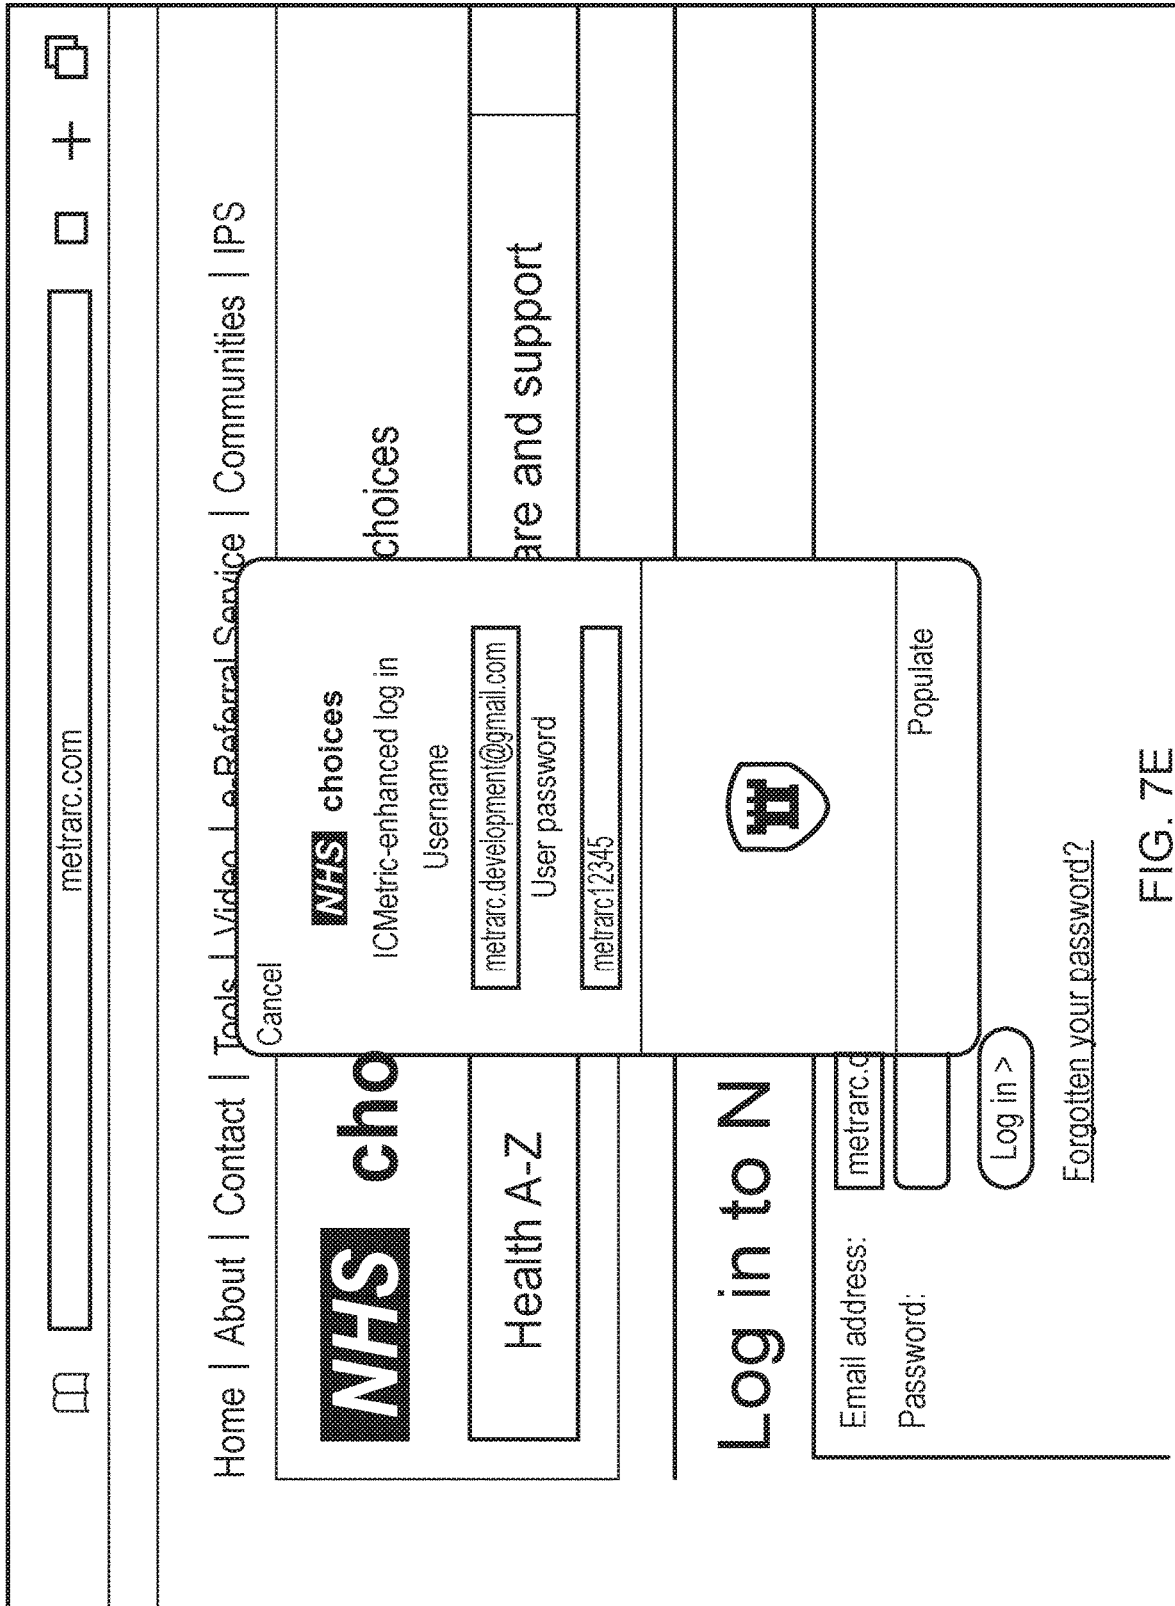 metrarc.com
Home | About | Contact | Tools | Video | e-Referral Service | Communities | IPS
NHS cho
choices
Health A-Z
are and support
Cancel
NHS choices
ICMetric-enhanced log in
Username
metrarc.development@gmail.com
User password
metrarc12345
Populate
Log in to N
Email address: metrarc.c
Password:
Log in >
Forgotten your password?
FIG. 7E